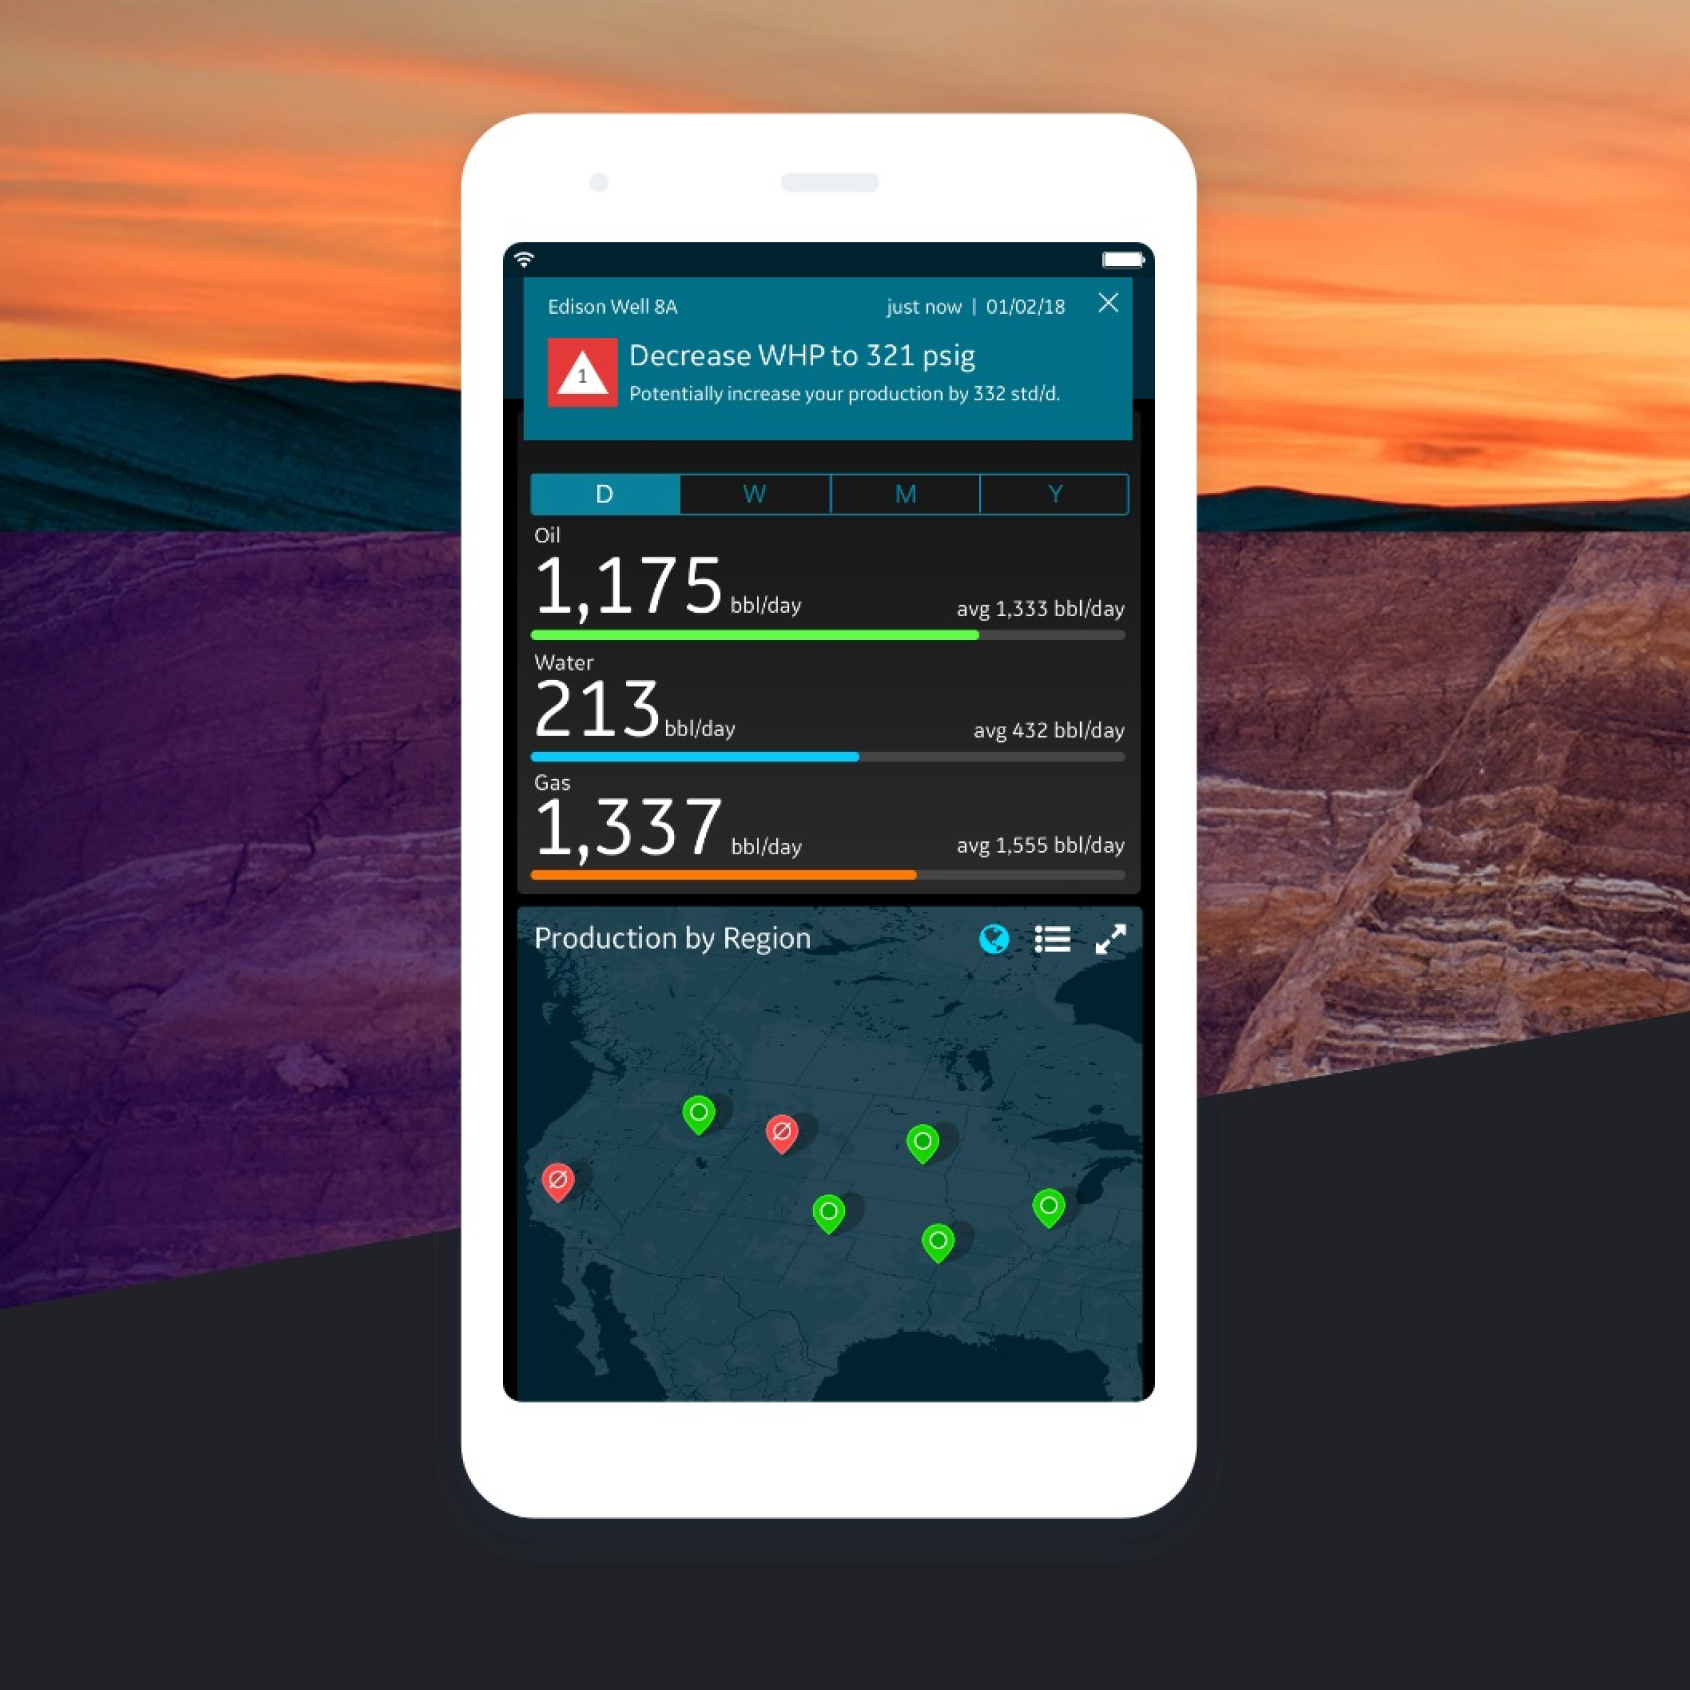 Edison Well 8A just now | 01/02/18
1
Decrease WHP to 321 psig
Potentially increase your production by 332 std/d.
D W M Y
Oil
1,175 bbl/day avg 1,333 bbl/day
Water
213 bbl/day avg 432 bbl/day
Gas
1,337 bbl/day avg 1,555 bbl/day
Production by Region